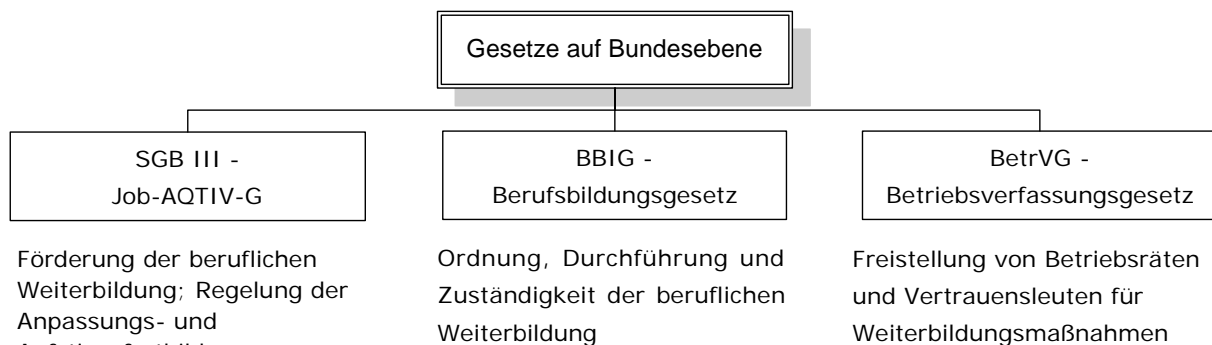 Gesetze auf Bundesebene
SGB III -
Job-AQTIV-G
BBIG -
Berufsbildungsgesetz
BetrVG -
Betriebsverfassungsgesetz
Förderung der beruflichen
Weiterbildung; Regelung der
Anpassungs- und
Ordnung, Durchführung und
Zuständigkeit der beruflichen
Weiterbildung
Freistellung von Betriebsräten
und Vertrauensleuten für
Weiterbildungsmaßnahmen